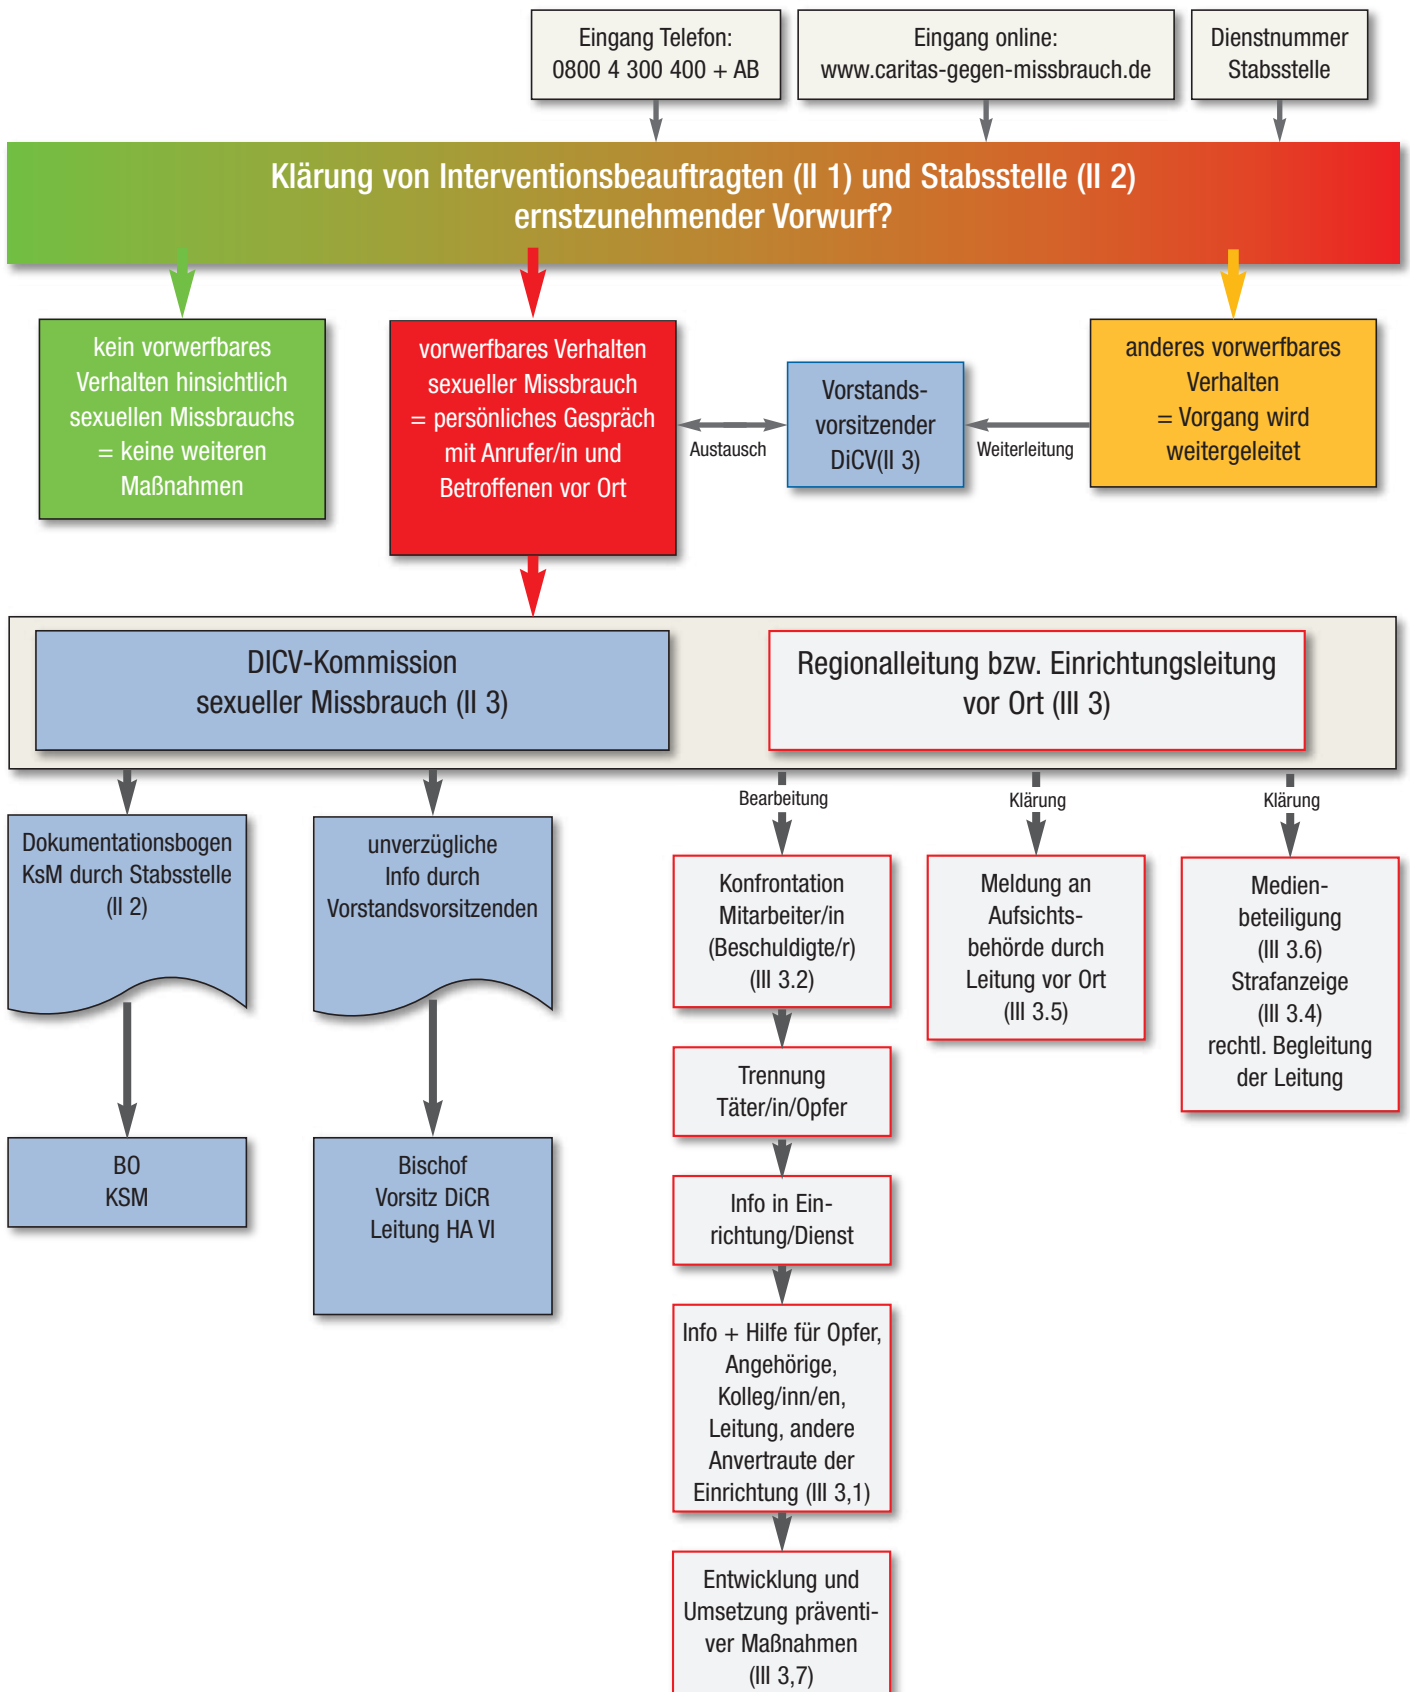 Eingang Telefon:
0800 4 300 400 + AB
Eingang online:
www.caritas-gegen-missbrauch.de
Dienstnummer
Stabsstelle
Klärung von Interventionsbeauftragten (II 1) und Stabsstelle (II 2)
ernstzunehmender Vorwurf?
kein vorwerfbares
Verhalten hinsichtlich
sexuellen Missbrauchs
= keine weiteren
Maßnahmen
vorwerfbares Verhalten
sexueller Missbrauch
= persönliches Gespräch
mit Anrufer/in und
Betroffenen vor Ort
Austausch
Vorstands-
vorsitzender
DiCV(II 3)
Weiterleitung
anderes vorwerfbares
Verhalten
= Vorgang wird
weitergeleitet
DICV-Kommission
sexueller Missbrauch (II 3)
Regionalleitung bzw. Einrichtungsleitung
vor Ort (III 3)
Dokumentationsbogen
KsM durch Stabsstelle
(II 2)
BO
KSM
unverzügliche
Info durch
Vorstandsvorsitzenden
Bischof
Vorsitz DiCR
Leitung HA VI
Bearbeitung
Konfrontation
Mitarbeiter/in
(Beschuldigte/r)
(III 3.2)
Trennung
Täter/in/Opfer
Info in Ein-
richtung/Dienst
Info + Hilfe für Opfer,
Angehörige,
Kolleg/inn/en,
Leitung, andere
Anvertraute der
Einrichtung (III 3,1)
Entwicklung und
Umsetzung präventi-
ver Maßnahmen
(III 3,7)
Klärung
Meldung an
Aufsichts-
behörde durch
Leitung vor Ort
(III 3.5)
Klärung
Medien-
beteiligung
(III 3.6)
Strafanzeige
(III 3.4)
rechtl. Begleitung
der Leitung